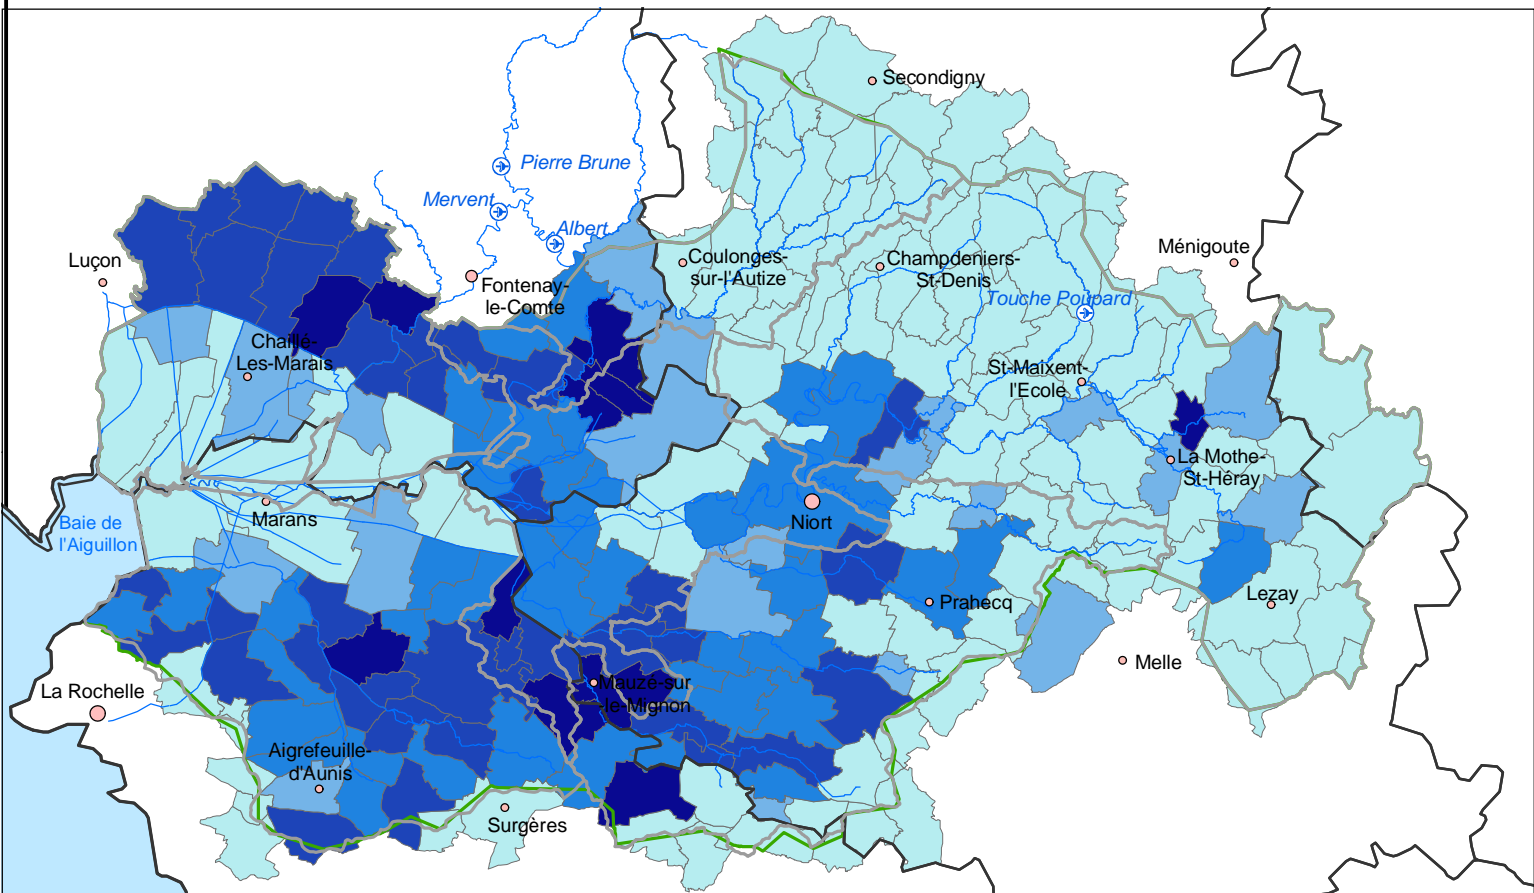 Secondigny
Pierre Brune
Mervent
Albert
Luçon
Fontenay-
le-Comte
Coulonges-
sur-l'Autize
Champdeniers-
St-Denis
Ménigoute
Touche Poupard
Chaillé-
Les-Marais
St-Maixent-
l'Ecole
La Mothe-
St-Héray
Marans
Baie de
l'Aiguillon
Niort
Prahecq
Lezay
Melle
La Rochelle
Mauzé-sur
-le-Mignon
Aigrefeuille-
d'Aunis
Surgères